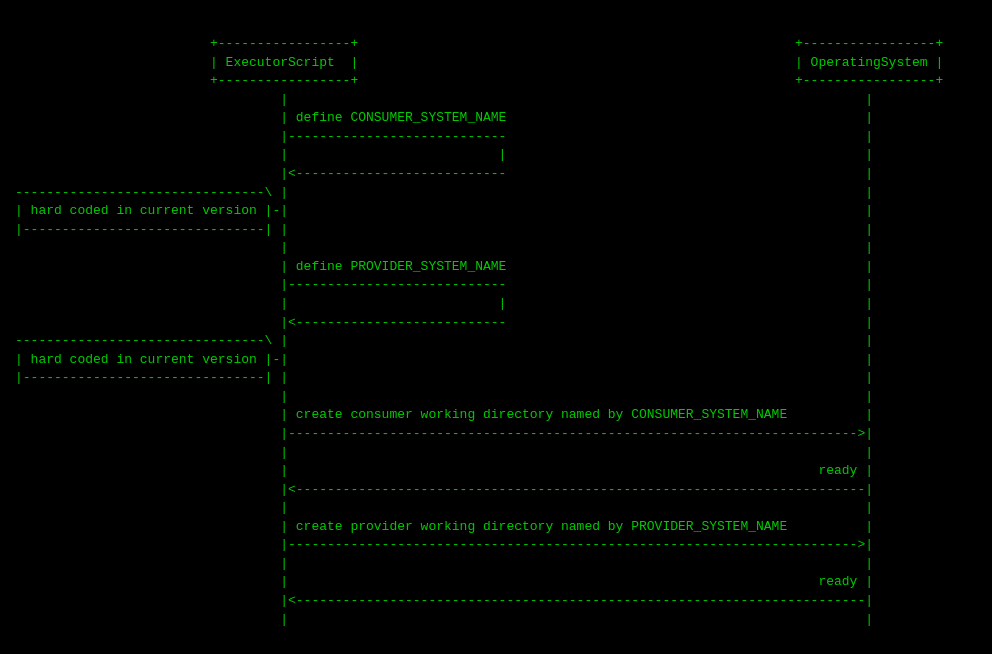 ExecutorScript OperatingSystem
define CONSUMER_SYSTEM_NAME
hard coded in current version
define PROVIDER_SYSTEM_NAME
hard coded in current version
create consumer working directory named by CONSUMER_SYSTEM_NAME
ready
create provider working directory named by PROVIDER_SYSTEM_NAME
ready